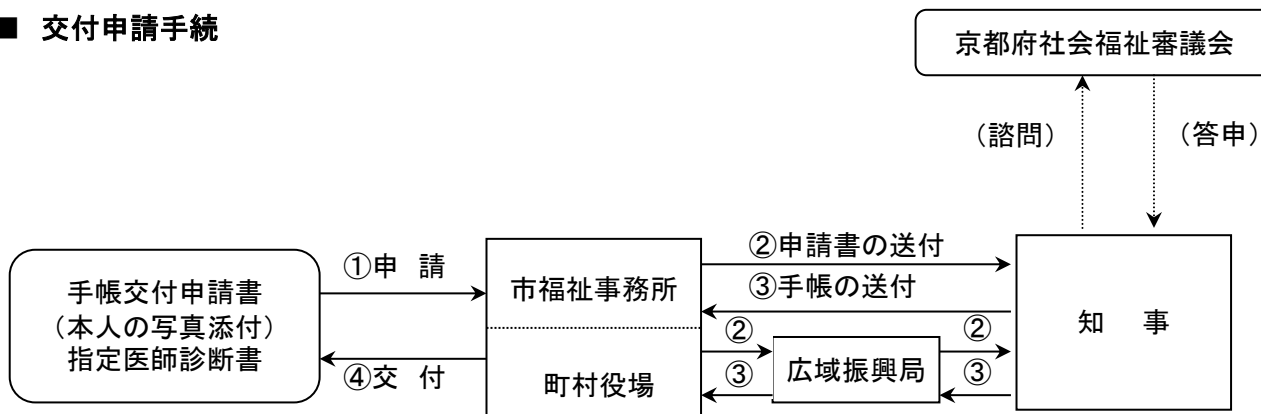 ■ 交付申請手続
京都府社会福祉審議会
（諮問）
（答申）
手帳交付申請書
（本人の写真添付）
指定医師診断書
①申 請
④交 付
市福祉事務所
町村役場
②申請書の送付
③手帳の送付
②
③
広域振興局
②
③
知 事